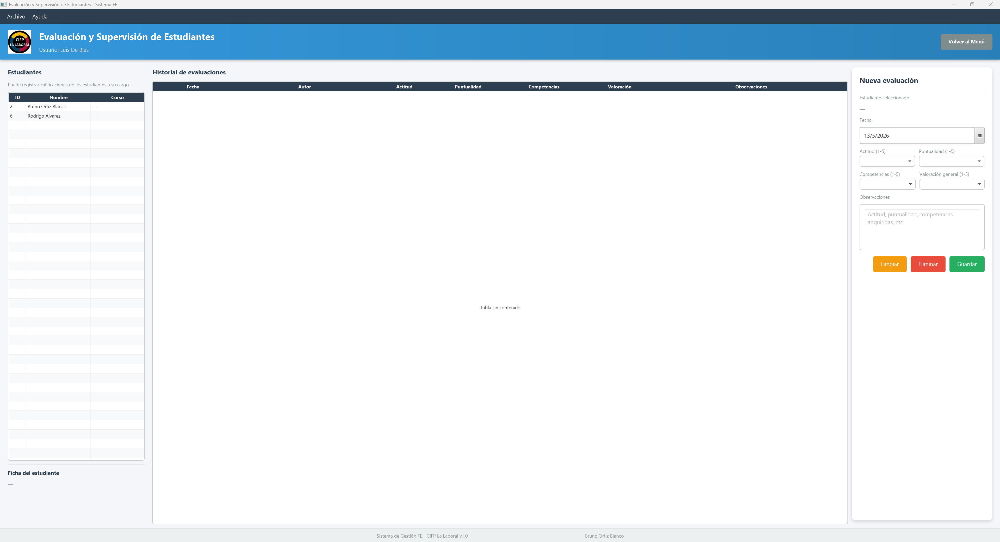 Evaluación y Supervisión de Estudiantes - Sistema FE
Archivo Ayuda
CIFP
LA LABORAL
Evaluación y Supervisión de Estudiantes
Usuario: Luis De Blas
Volver al Menú
Estudiantes
Puede registrar calificaciones de los estudiantes a su cargo.
ID Nombre Curso
2 Bruno Ortiz Blanco —
6 Rodrigo Alvarez —
Ficha del estudiante
—
Historial de evaluaciones
Fecha Autor Actitud Puntualidad Competencias Valoración Observaciones
Tabla sin contenido
Nueva evaluación
Estudiante seleccionado
—
Fecha
13/5/2026
Actitud (1-5) Puntualidad (1-5)
Competencias (1-5) Valoración general (1-5)
Observaciones
Actitud, puntualidad, competencias
adquiridas, etc.
Limpiar Eliminar Guardar
Sistema de Gestión FE - CIFP La Laboral v1.0 Bruno Ortiz Blanco